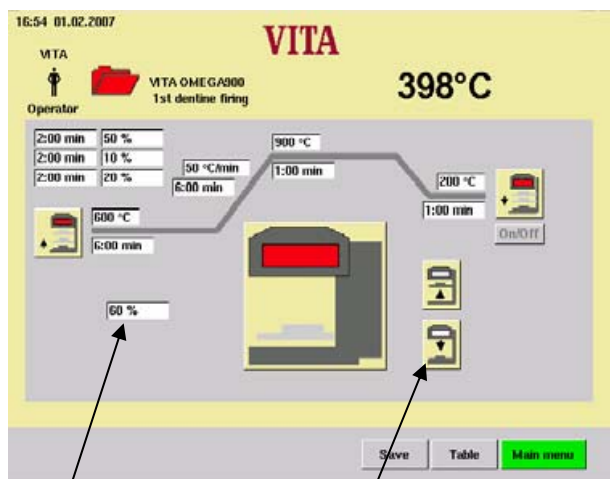 16:54 01.02.2007
VITA
VITA
Operator
VITA OMEGA900
1st dentine firing
398°C
2:00 min 50 %
2:00 min 10 %
2:00 min 20 %
50 °C/min
6:00 min
900 °C
1:00 min
200 °C
1:00 min
On/Off
600 °C
6:00 min
60 %
Save Table Main menu